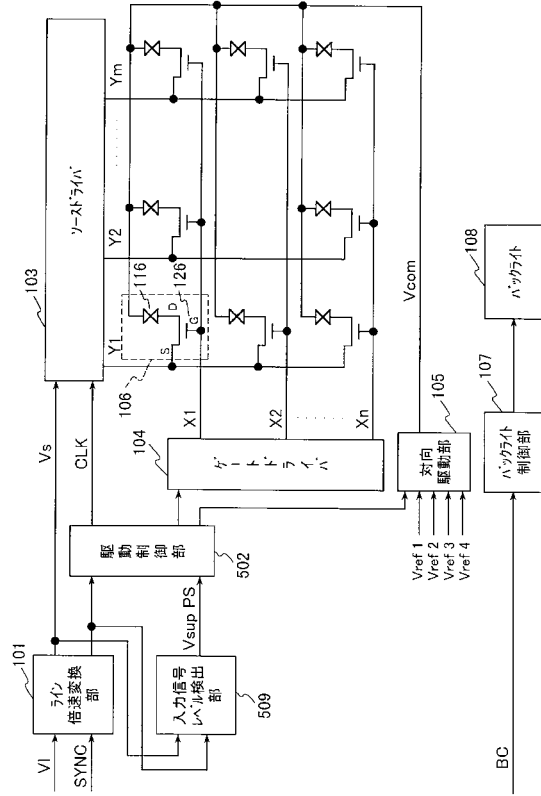 VI
SYNC
101
ライン
倍速変換
部
Vs
CLK
入力信号
レベル検出
部
509
Vsup PS
駆動制御部
502
103
ソースドライバ
104
ゲートドライバ
Y1
Y2
Ym
106
116
126
S
D
G
X1
X2
Xn
Vcom
105
対向
駆動部
Vref 1
Vref 2
Vref 3
Vref 4
BC
107
バックライト
制御部
108
バックライト